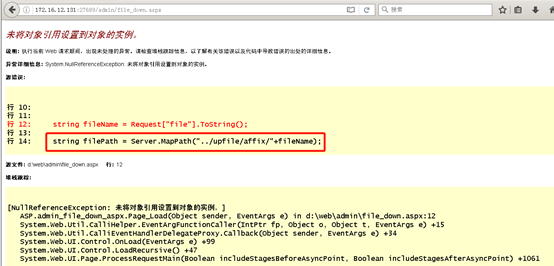 172.16.12.131:27689/admin/file_down.aspx
搜索
未将对象引用设置到对象的实例。
说明: 执行当前 Web 请求期间，出现未经处理的异常。请检查堆栈跟踪信息，以了解有关该错误以及代码中导致错误的出处的详细信息。
异常详细信息: System.NullReferenceException: 未将对象引用设置到对象的实例。
源错误:
行 10:
行 11:
行 12:     string fileName = Request["file"].ToString();
行 13:
行 14:     string filePath = Server.MapPath("../upfile/affix/"+fileName);
源文件: d:\web\admin\file_down.aspx    行: 12
堆栈跟踪:
[NullReferenceException: 未将对象引用设置到对象的实例。]
ASP.admin_file_down_aspx.Page_Load(Object sender, EventArgs e) in d:\web\admin\file_down.aspx:12
System.Web.Util.CalliHelper.EventArgFunctionCaller(IntPtr fp, Object o, Object t, EventArgs e) +15
System.Web.Util.CalliEventHandlerDelegateProxy.Callback(Object sender, EventArgs e) +34
System.Web.UI.Control.OnLoad(EventArgs e) +99
System.Web.UI.Control.LoadRecursive() +47
System.Web.UI.Page.ProcessRequestMain(Boolean includeStagesBeforeAsyncPoint, Boolean includeStagesAfterAsyncPoint) +1061